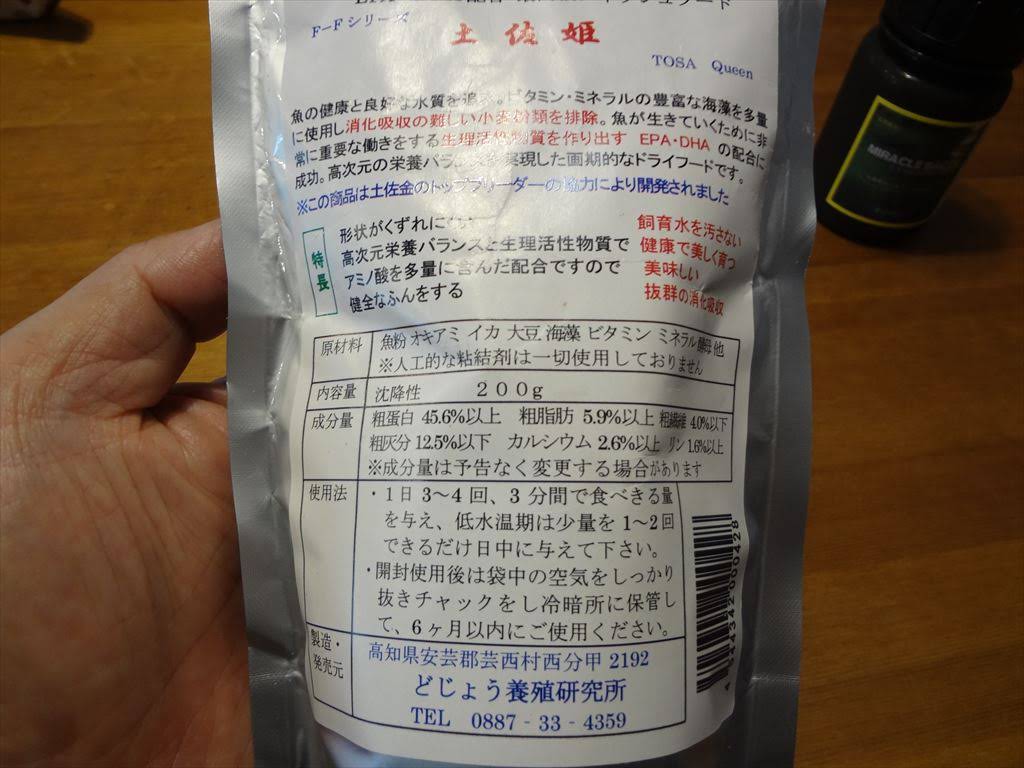 F-Fシリーズ
土佐姫
TOSA Queen
魚の健康と良好な水質を追求。ビタミン・ミネラルの豊富な海藻を多量
に使用し消化吸収の難しい小麦粉類を排除。魚が生きていくために非
常に重要な働きをする生理活性物質を作り出す EPA・DHA の配合に
成功。高次元の栄養バランスを実現した画期的なドライフードです。
※この商品は土佐金のトップブリーダーの協力により開発されました
特長
形状がくずれにくい
高次元栄養バランスと生理活性物質で
アミノ酸を多量に含んだ配合ですので
健全なふんをする
飼育水を汚さない
健康で美しく育つ
美味しい
抜群の消化吸収
原材料
魚粉 オキアミ イカ 大豆 海藻 ビタミン ミネラル 酵母 他
※人工的な粘結剤は一切使用しておりません
内容量
沈降性 200g
成分量
粗蛋白 45.6%以上 粗脂肪 5.9%以上 粗繊維 4.0%以下
粗灰分 12.5%以下 カルシウム 2.6%以上 リン 1.6%以上
※成分量は予告なく変更する場合があります
使用法
・1日 3〜4 回、3 分間で食べきる量
を与え、低水温期は少量を 1〜2回
できるだけ日中に与えて下さい。
・開封使用後は袋中の空気をしっかり
抜きチャックをし冷暗所に保管し
て、6ヶ月以内にご使用ください。
製造・
発売元
高知県安芸郡芸西村西分甲 2192
どじょう養殖研究所
TEL 0887-33-4359
MIRACLE